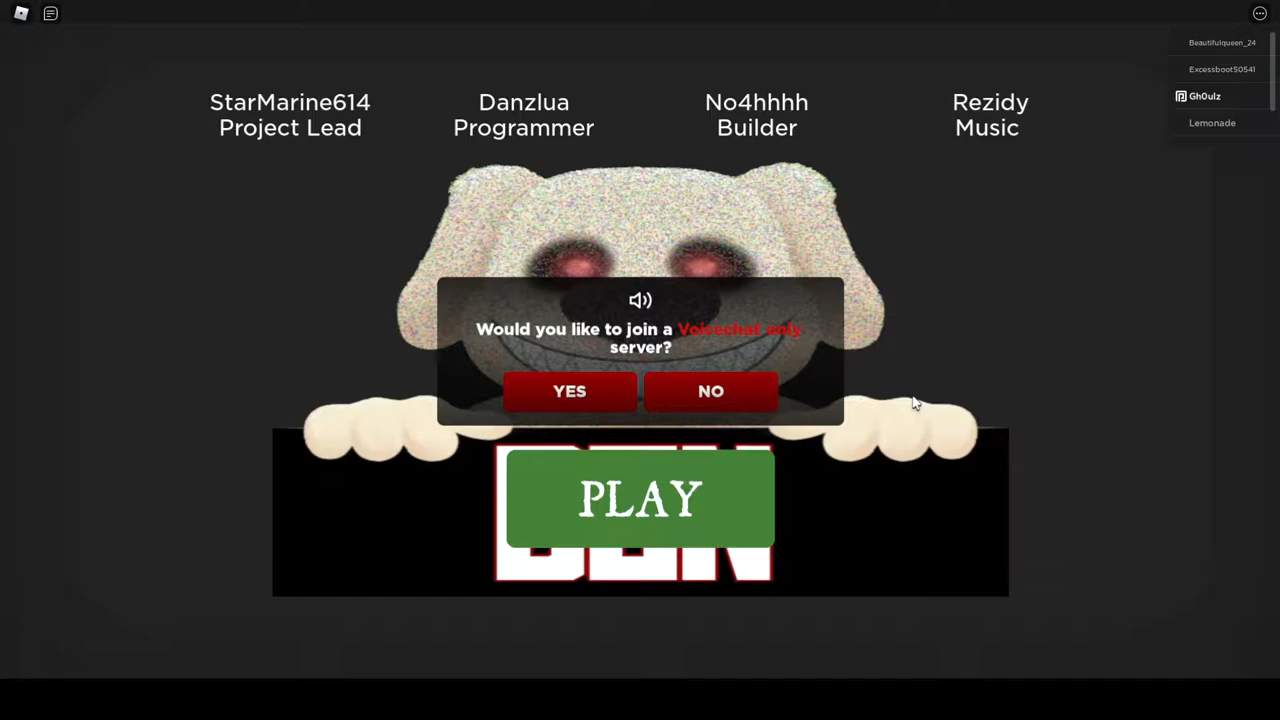 Beautifulqueen_24
Excessboot50541
Gh0ulz
Lemonade
StarMarine614
Project Lead
Danzlua
Programmer
No4hhhh
Builder
Rezidy
Music
Would you like to join a Voicechat only
server?
YES
NO
PLAY